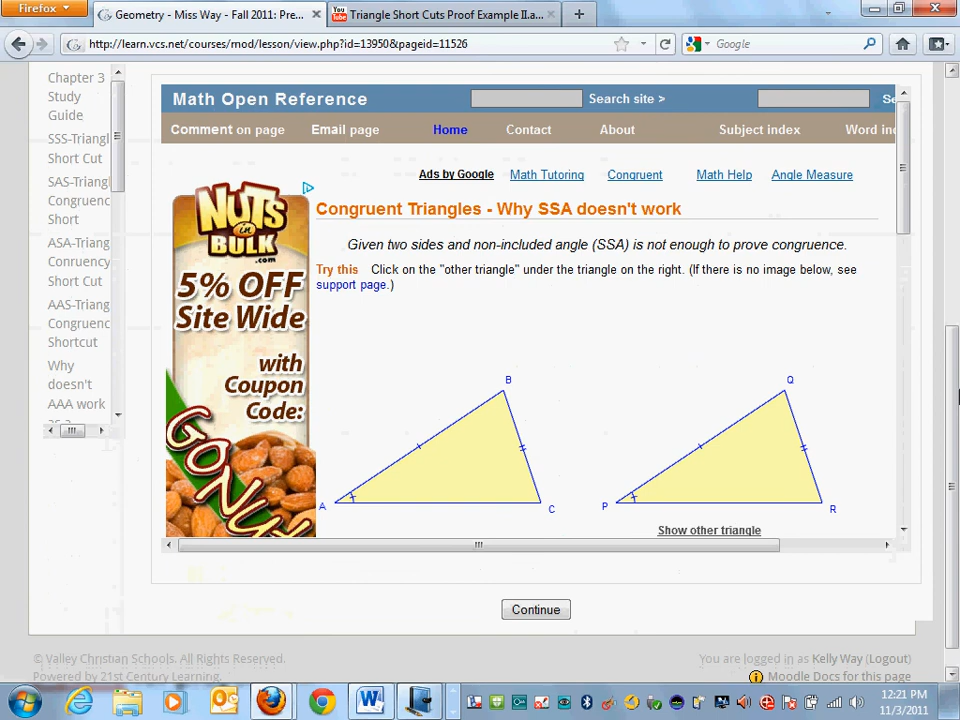 Firefox
Geometry - Miss Way - Fall 2011: Pre...
Triangle Short Cuts Proof Example II.a...
http://learn.vcs.net/courses/mod/lesson/view.php?id=13950&pageid=11526
Google
Chapter 3
Study
Guide
SSS-Triangl
Short Cut
SAS-Triang
Congruenc
Short
ASA-Triang
Conruency
Short Cut
AAS-Triang
Congruenc
Shortcut
Why
doesn't
AAA work
Math Open Reference
Search site >
Se
Comment on page
Email page
Home
Contact
About
Subject index
Word ind
Ads by Google
Math Tutoring
Congruent
Math Help
Angle Measure
NUTS
in
BULK
.com
5% OFF
Site Wide
with
Coupon
Code:
GONUT
Congruent Triangles - Why SSA doesn't work
Given two sides and non-included angle (SSA) is not enough to prove congruence.
Try this Click on the "other triangle" under the triangle on the right. (If there is no image below, see
support page.)
B
A
C
Q
P
R
Show other triangle
Continue
© Valley Christian Schools. All Rights Reserved.
Powered by 21st Century Learning.
You are logged in as Kelly Way (Logout)
Moodle Docs for this page
12:21 PM
11/3/2011